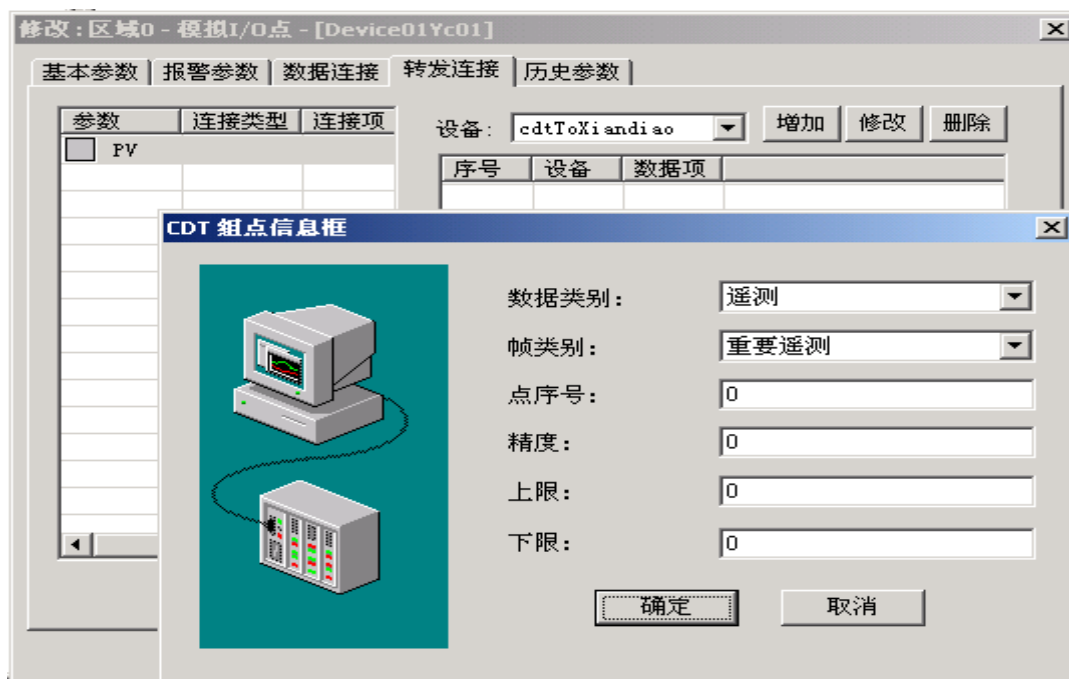 修改:区域0 - 模拟I/O点 - [Device01Yc01]
基本参数 报警参数 数据连接 转发连接 历史参数
参数 连接类型 连接项
设备: cdtToXiandiao 增加 修改 删除
PV
序号 设备 数据项
CDT 组点信息框
数据类别: 遥测
帧类别: 重要遥测
点序号: 0
精度: 0
上限: 0
下限: 0
确定 取消